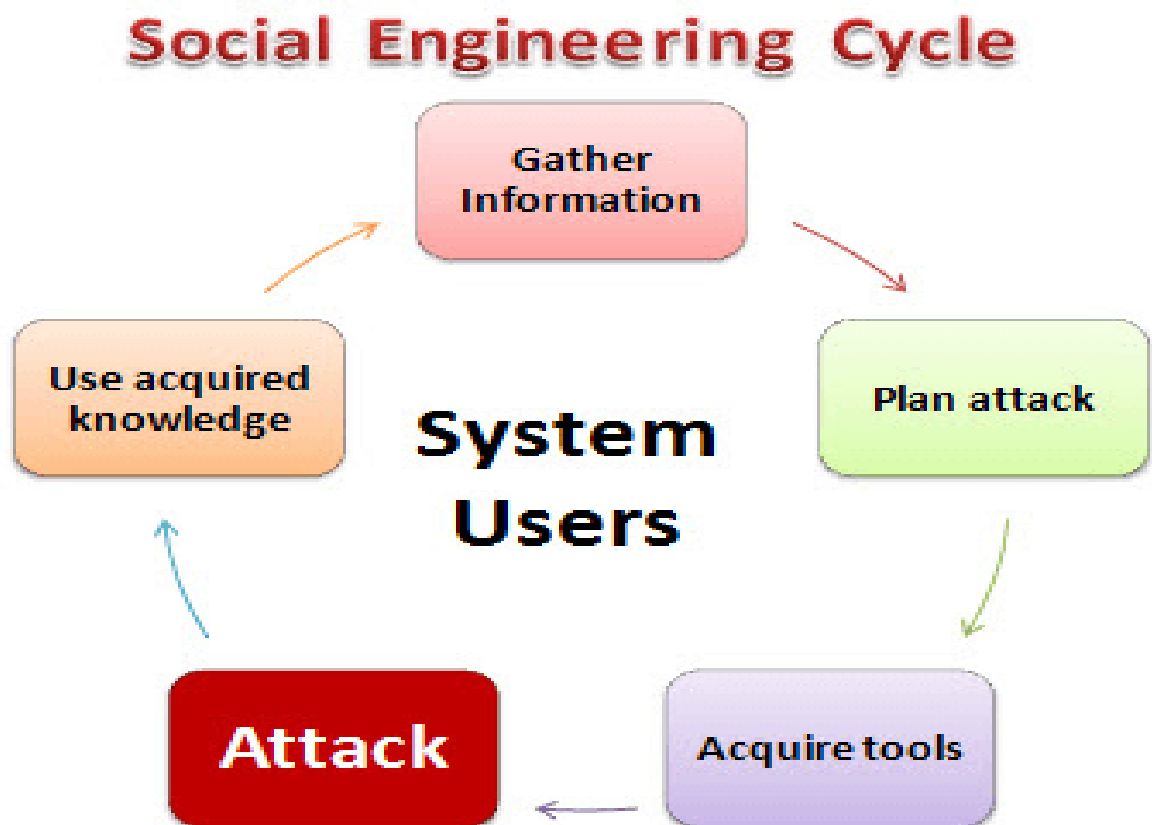 Social Engineering Cycle
Gather
Information
Plan attack
Acquire tools
Attack
Use acquired
knowledge
System
Users